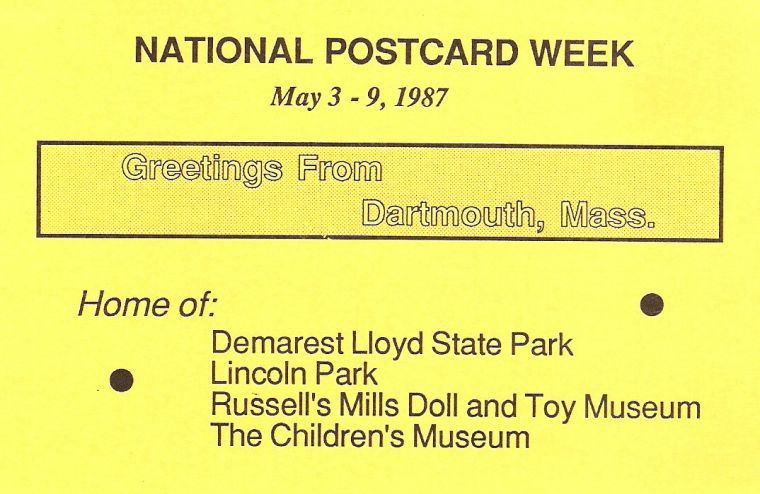 NATIONAL POSTCARD WEEK
May 3 - 9, 1987
Greetings From
Dartmouth, Mass.
Home of:
Demarest Lloyd State Park
Lincoln Park
Russell's Mills Doll and Toy Museum
The Children's Museum